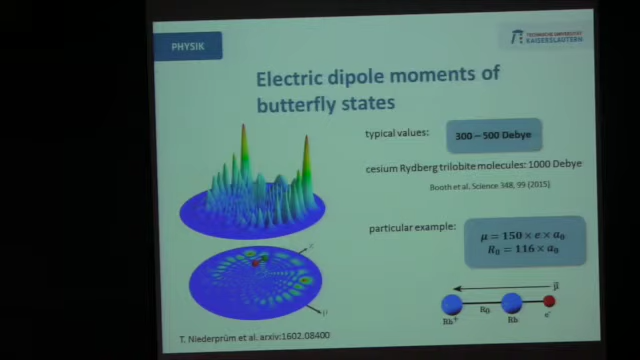 PHYSIK
TECHNISCHE UNIVERSITÄT
KAISERSLAUTERN
Electric dipole moments of
butterfly states
typical values:
300 – 500 Debye
cesium Rydberg trilobite molecules: 1000 Debye
Booth et al. Science 348, 99 (2015)
particular example:
μ = 150 × e × a₀
R₀ = 116 × a₀
z
ρ
p⃗
Rb⁺
R₀
Rb
e⁻
T. Niederprüm et al. arxiv:1602.08400